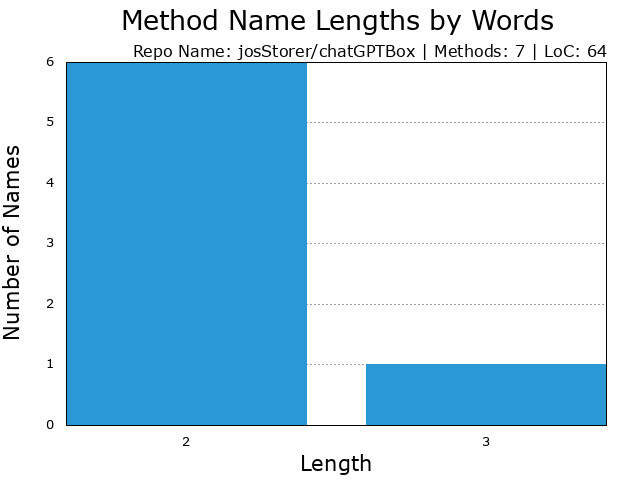 Method Name Lengths by Words
Repo Name: josStorer/chatGPTBox | Methods: 7 | LoC: 64
Number of Names
6
5
4
3
2
1
0
2 3
Length